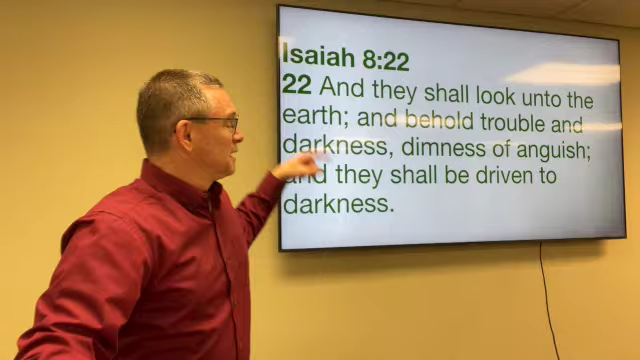 Isaiah 8:22
22 And they shall look unto the
earth; and behold trouble and
darkness, dimness of anguish;
and they shall be driven to
darkness.